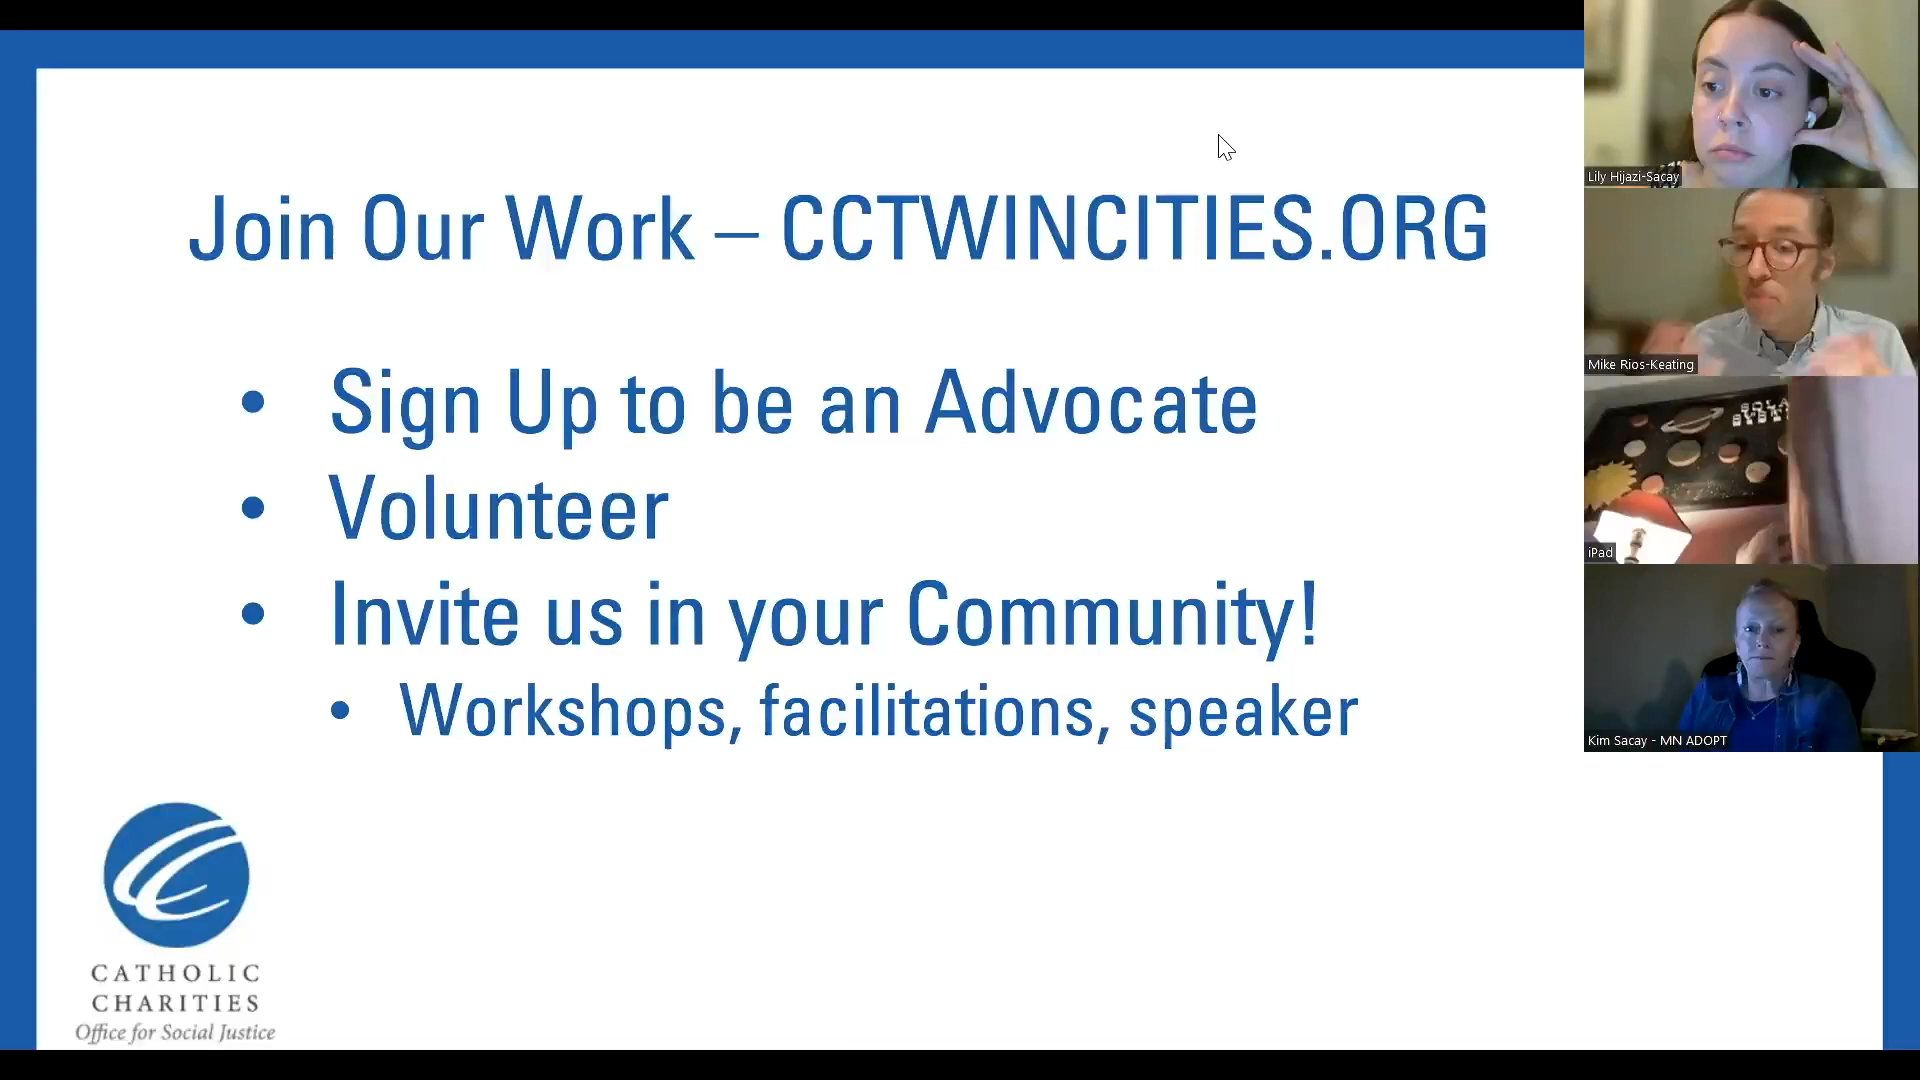 Join Our Work – CCTWINCITIES.ORG
• Sign Up to be an Advocate
• Volunteer
• Invite us in your Community!
• Workshops, facilitations, speaker
CATHOLIC
CHARITIES
Office for Social Justice
Lily Hijazi-Sacay
Mike Rios-Keating
iPad
Kim Sacay - MN ADOPT